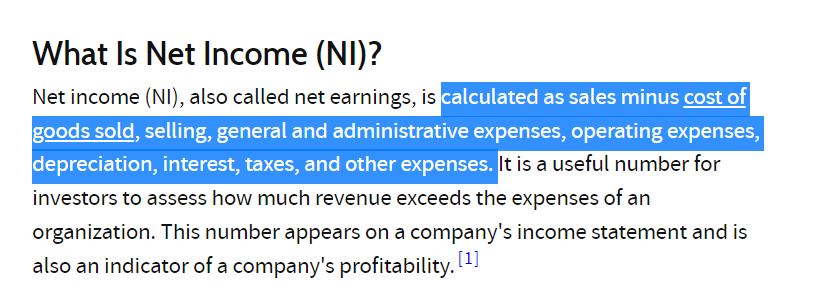 What Is Net Income (NI)?
Net income (NI), also called net earnings, is calculated as sales minus cost of
goods sold, selling, general and administrative expenses, operating expenses,
depreciation, interest, taxes, and other expenses. It is a useful number for
investors to assess how much revenue exceeds the expenses of an
organization. This number appears on a company's income statement and is
also an indicator of a company's profitability. [1]